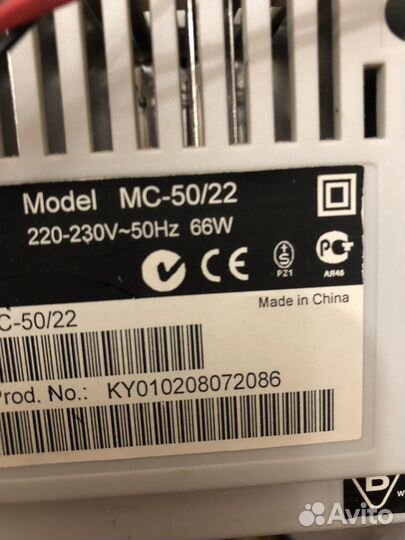 Model MC-50/22
220-230V~50Hz 66W
CE
PZ1
АЯ46
Made in China
C-50/22
Prod. No.: KY010208072086
Avito